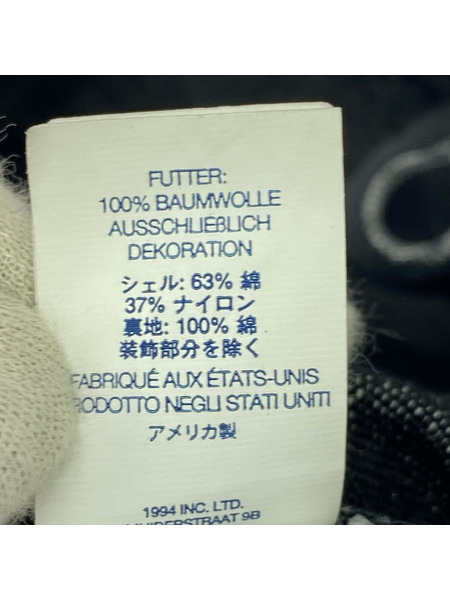 FUTTER:
100% BAUMWOLLE
AUSSCHLIEßLICH
DEKORATION
シェル: 63% 綿
37% ナイロン
裏地: 100% 綿
装飾部分を除く
FABRIQUÉ AUX ÉTATS-UNIS
RODOTTO NEGLI STATI UNITI
アメリカ製
1994 INC. LTD.
9B